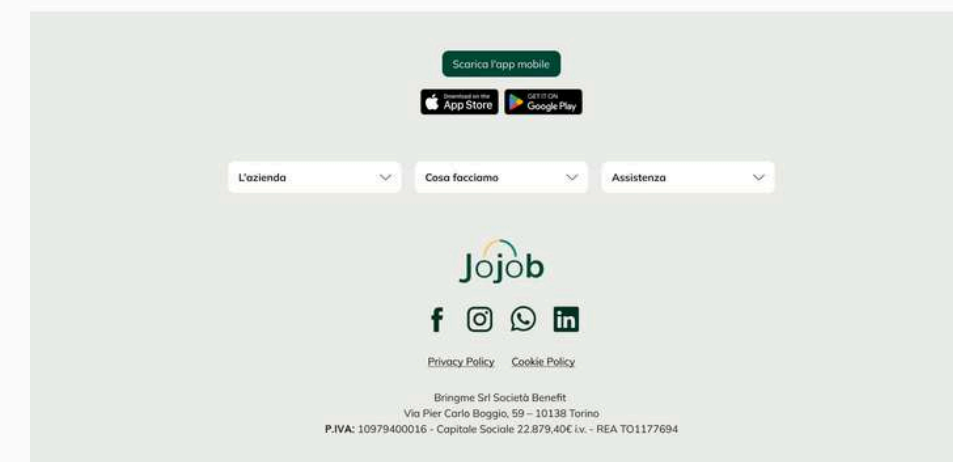 Scarica l'app mobile
Download on the
App Store
GET IT ON
Google Play
L'azienda
Cosa facciamo
Assistenza
Jojob
f
in
Privacy Policy Cookie Policy
Bringme Srl Società Benefit
Via Pier Carlo Boggio, 59 – 10138 Torino
P.IVA: 10979400016 - Capitale Sociale 22.879,40€ i.v. - REA TO1177694